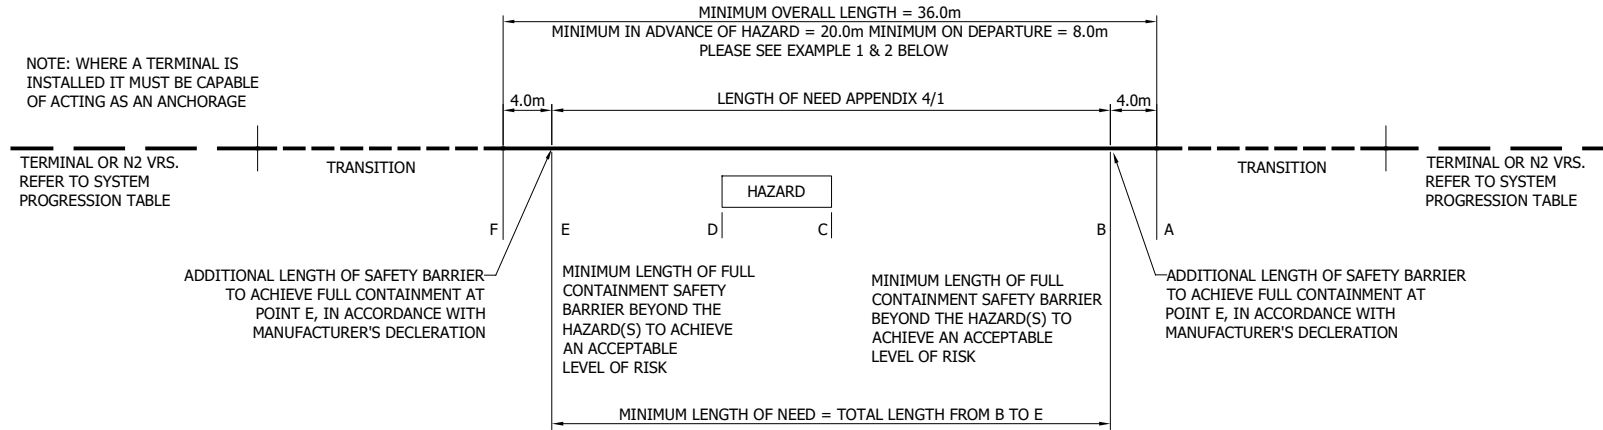 MINIMUM OVERALL LENGTH = 36.0m
MINIMUM IN ADVANCE OF HAZARD = 20.0m MINIMUM ON DEPARTURE = 8.0m
PLEASE SEE EXAMPLE 1 & 2 BELOW
NOTE: WHERE A TERMINAL IS
INSTALLED IT MUST BE CAPABLE
OF ACTING AS AN ANCHORAGE
4.0m
LENGTH OF NEED APPENDIX 4/1
4.0m
TERMINAL OR N2 VRS.
REFER TO SYSTEM
PROGRESSION TABLE
TRANSITION
TRANSITION
TERMINAL OR N2 VRS.
REFER TO SYSTEM
PROGRESSION TABLE
HAZARD
F
E
D
C
B
A
ADDITIONAL LENGTH OF SAFETY BARRIER
TO ACHIEVE FULL CONTAINMENT AT
POINT E, IN ACCORDANCE WITH
MANUFACTURER'S DECLERATION
MINIMUM LENGTH OF FULL
CONTAINMENT SAFETY
BARRIER BEYOND THE
HAZARD(S) TO ACHIEVE
AN ACCEPTABLE
LEVEL OF RISK
MINIMUM LENGTH OF FULL
CONTAINMENT SAFETY BARRIER
BEYOND THE HAZARD(S) TO
ACHIEVE AN ACCEPTABLE
LEVEL OF RISK
ADDITIONAL LENGTH OF SAFETY BARRIER
TO ACHIEVE FULL CONTAINMENT AT
POINT E, IN ACCORDANCE WITH
MANUFACTURER'S DECLERATION
MINIMUM LENGTH OF NEED = TOTAL LENGTH FROM B TO E